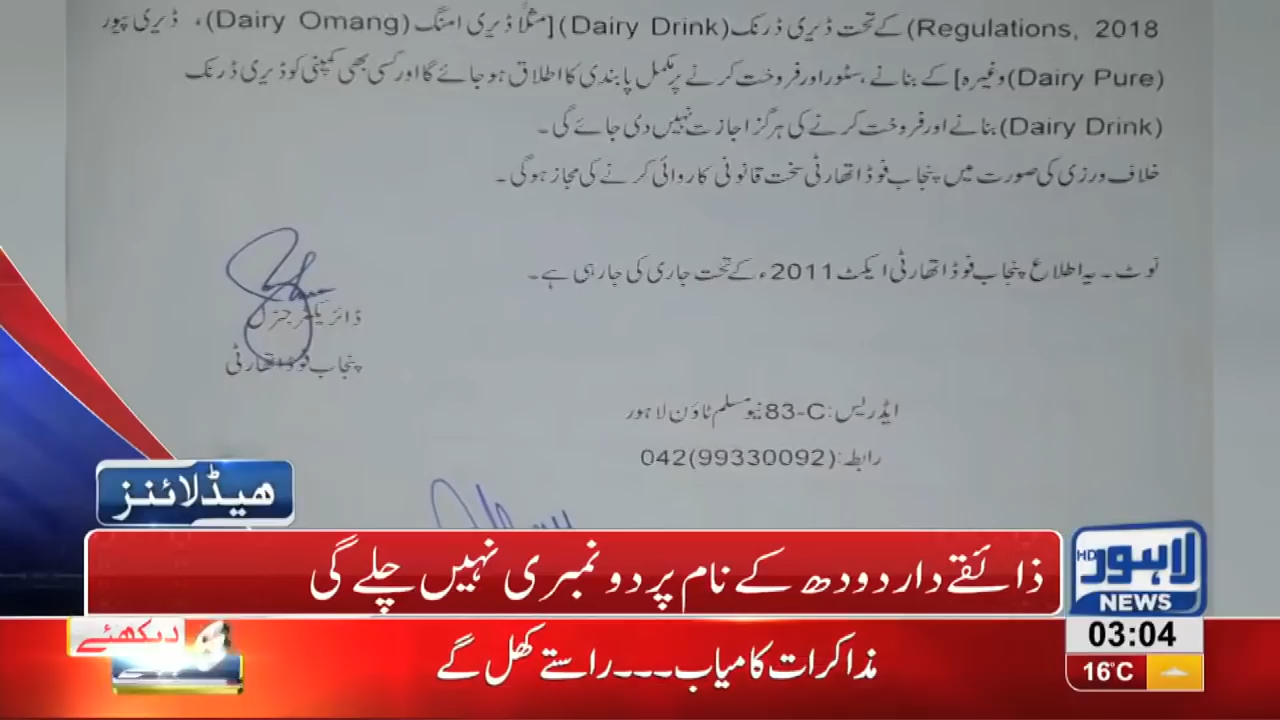 (Regulations, 2018 کے تحت ڈیری ڈرنک (Dairy Drink) [مثلاً ڈیری امنگ (Dairy Omang)، ڈیری پیور
(Dairy Pure) وغیرہ] کے بنانے، سٹور اور فروخت کرنے پر مکمل پابندی کا اطلاق ہو جائے گا اور کسی بھی کمپنی کو ڈیری ڈرنک
(Dairy Drink) بنانے اور فروخت کرنے کی ہرگز اجازت نہیں دی جائے گی۔
خلاف ورزی کی صورت میں پنجاب فوڈ اتھارٹی سخت قانونی کاروائی کرنے کی مجاز ہوگی۔
نوٹ۔ یہ اطلاع پنجاب فوڈ اتھارٹی ایکٹ 2011ء کے تحت جاری کی جارہی ہے۔
ڈائریکٹر جنرل
پنجاب فوڈ اتھارٹی
ایڈریس: 83-C نیو مسلم ٹاؤن لاہور
رابطہ: 042(99330092)
ہیڈلائنز
ذائقے دار دودھ کے نام پر دو نمبری نہیں چلے گی
HD لاہور
NEWS
03:04
16°C
دیکھئے
مذاکرات کامیاب۔۔۔راستے کھل گے